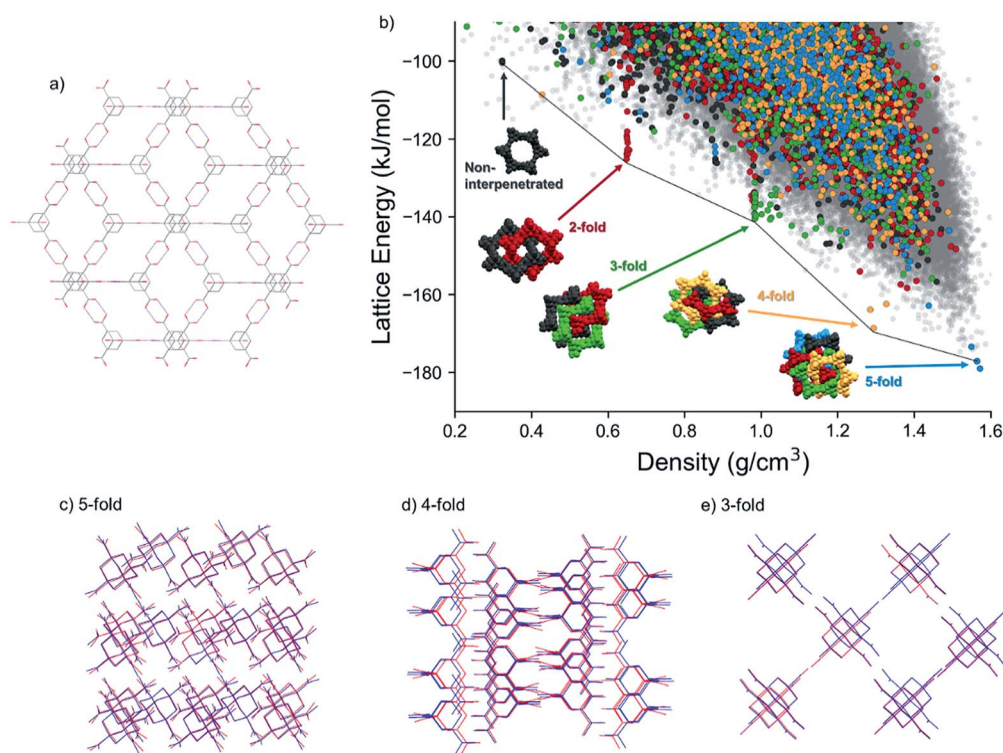 a)
b)
Lattice Energy (kJ/mol)
−100
−120
−140
−160
−180
Non-
interpenetrated
2-fold
3-fold
4-fold
5-fold
0.2 0.4 0.6 0.8 1.0 1.2 1.4 1.6
Density (g/cm³)
c) 5-fold
d) 4-fold
e) 3-fold